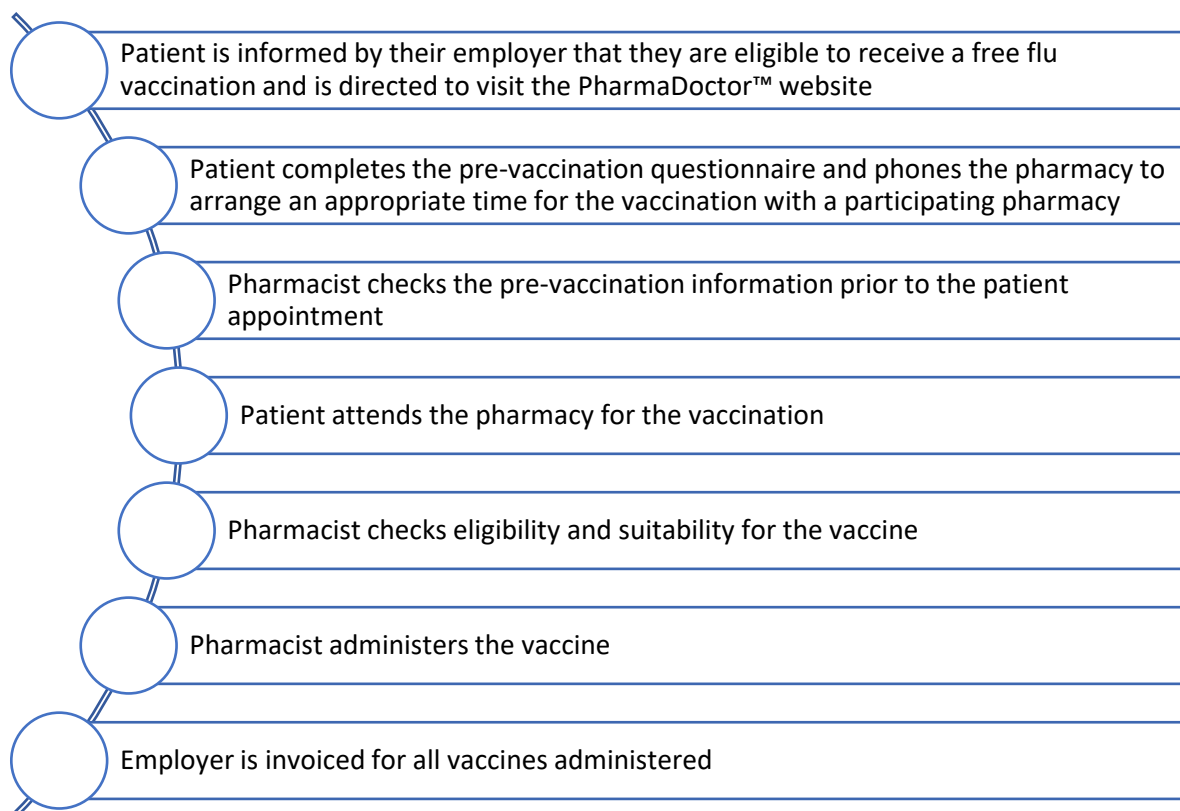 Patient is informed by their employer that they are eligible to receive a free flu
vaccination and is directed to visit the PharmaDoctor™ website
Patient completes the pre-vaccination questionnaire and phones the pharmacy to
arrange an appropriate time for the vaccination with a participating pharmacy
Pharmacist checks the pre-vaccination information prior to the patient
appointment
Patient attends the pharmacy for the vaccination
Pharmacist checks eligibility and suitability for the vaccine
Pharmacist administers the vaccine
Employer is invoiced for all vaccines administered